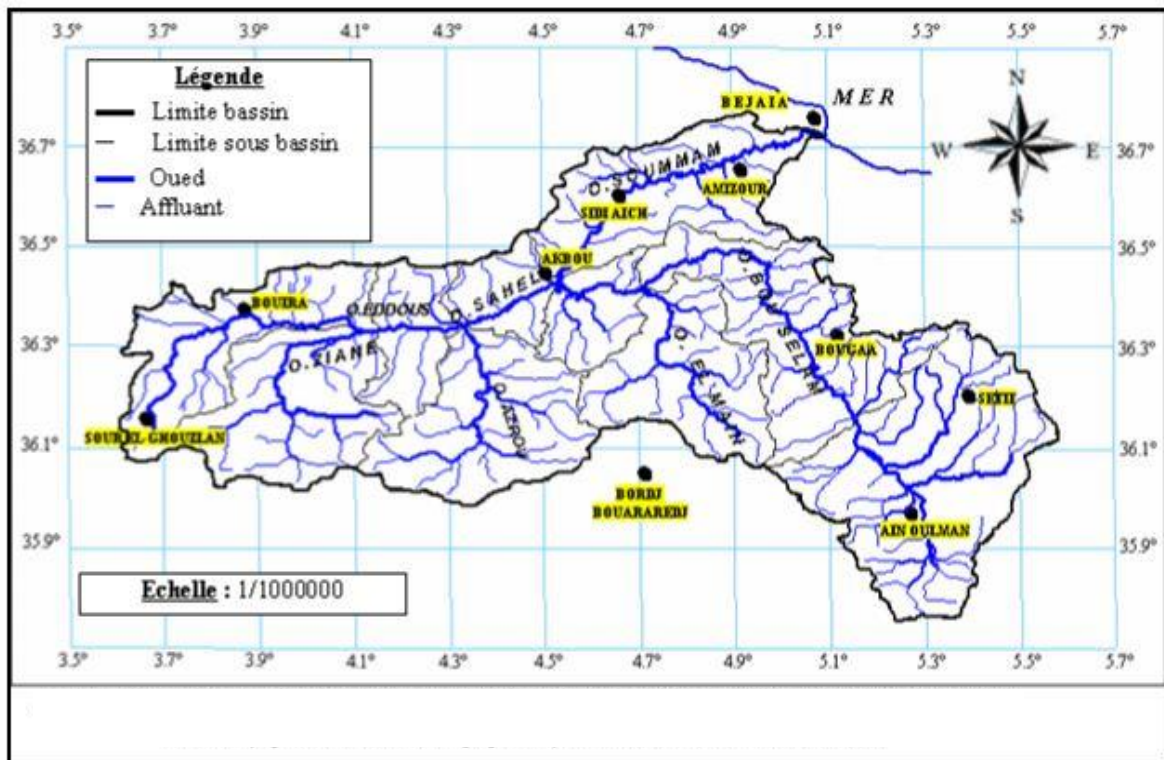 3.5° 3.7° 3.9° 4.1° 4.3° 4.5° 4.7° 4.9° 5.1° 5.3° 5.5° 5.7°
Légende
Limite bassin
Limite sous bassin
Oued
Affluant
N
W E
S
MER
BEJAIA
36.7° 36.7°
O.SOUMMAM
AMIZOUR
SIDI AICH
36.5° 36.5°
AKBOU
O.SAHEL
O.BOU SELAM
BOUIRA
O.EDDOUS
36.3° 36.3°
O.ZIANE
O. EL MAIN
BOUGAA
O.AZROU
SETIF
SOUR EL GHOUZLAN
36.1° 36.1°
BORDJ
BOUARAREDJ
AIN OULMAN
35.9° 35.9°
Echelle : 1/1000000
3.5° 3.7° 3.9° 4.1° 4.3° 4.5° 4.7° 4.9° 5.1° 5.3° 5.5° 5.7°